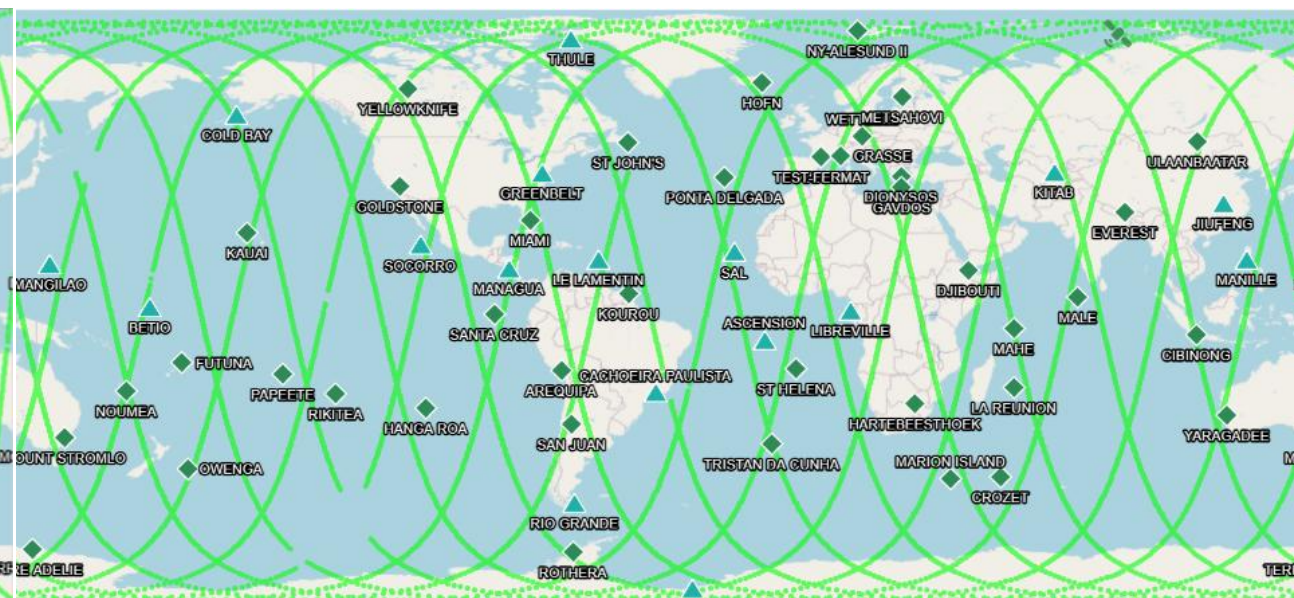 NY-ALESUND II
THULE
HOFN
YELLOWKNIFE
METSAHOVI
COLD BAY
ST JOHN'S
GRASSE
ULAANBAATAR
GREENBELT
PONTA DELGADA
DIONYSOS
KITAB
GOLDSTONE
GAVDOS
JIUFENG
EVEREST
MIAMI
KAUAI
SOCORRO
LE LAMENTIN
SAL
MANILLE
MANGILAO
MANAGUA
DJIBOUTI
KOUROU
MALE
BETIO
SANTA CRUZ
ASCENSION
LIBREVILLE
MAHE
CIBINONG
FUTUNA
CACHOEIRA PAULISTA
AREQUIPA
ST HELENA
PAPEETE
NOUMEA
RIKITEA
LA REUNION
HANGA ROA
HARTEBEESTHOEK
YARAGADEE
SAN JUAN
OUNT STROMLO
OWENGA
TRISTAN DA CUNHA
MARION ISLAND
CROZET
RIO GRANDE
RE ADELIE
ROTHERA
TER